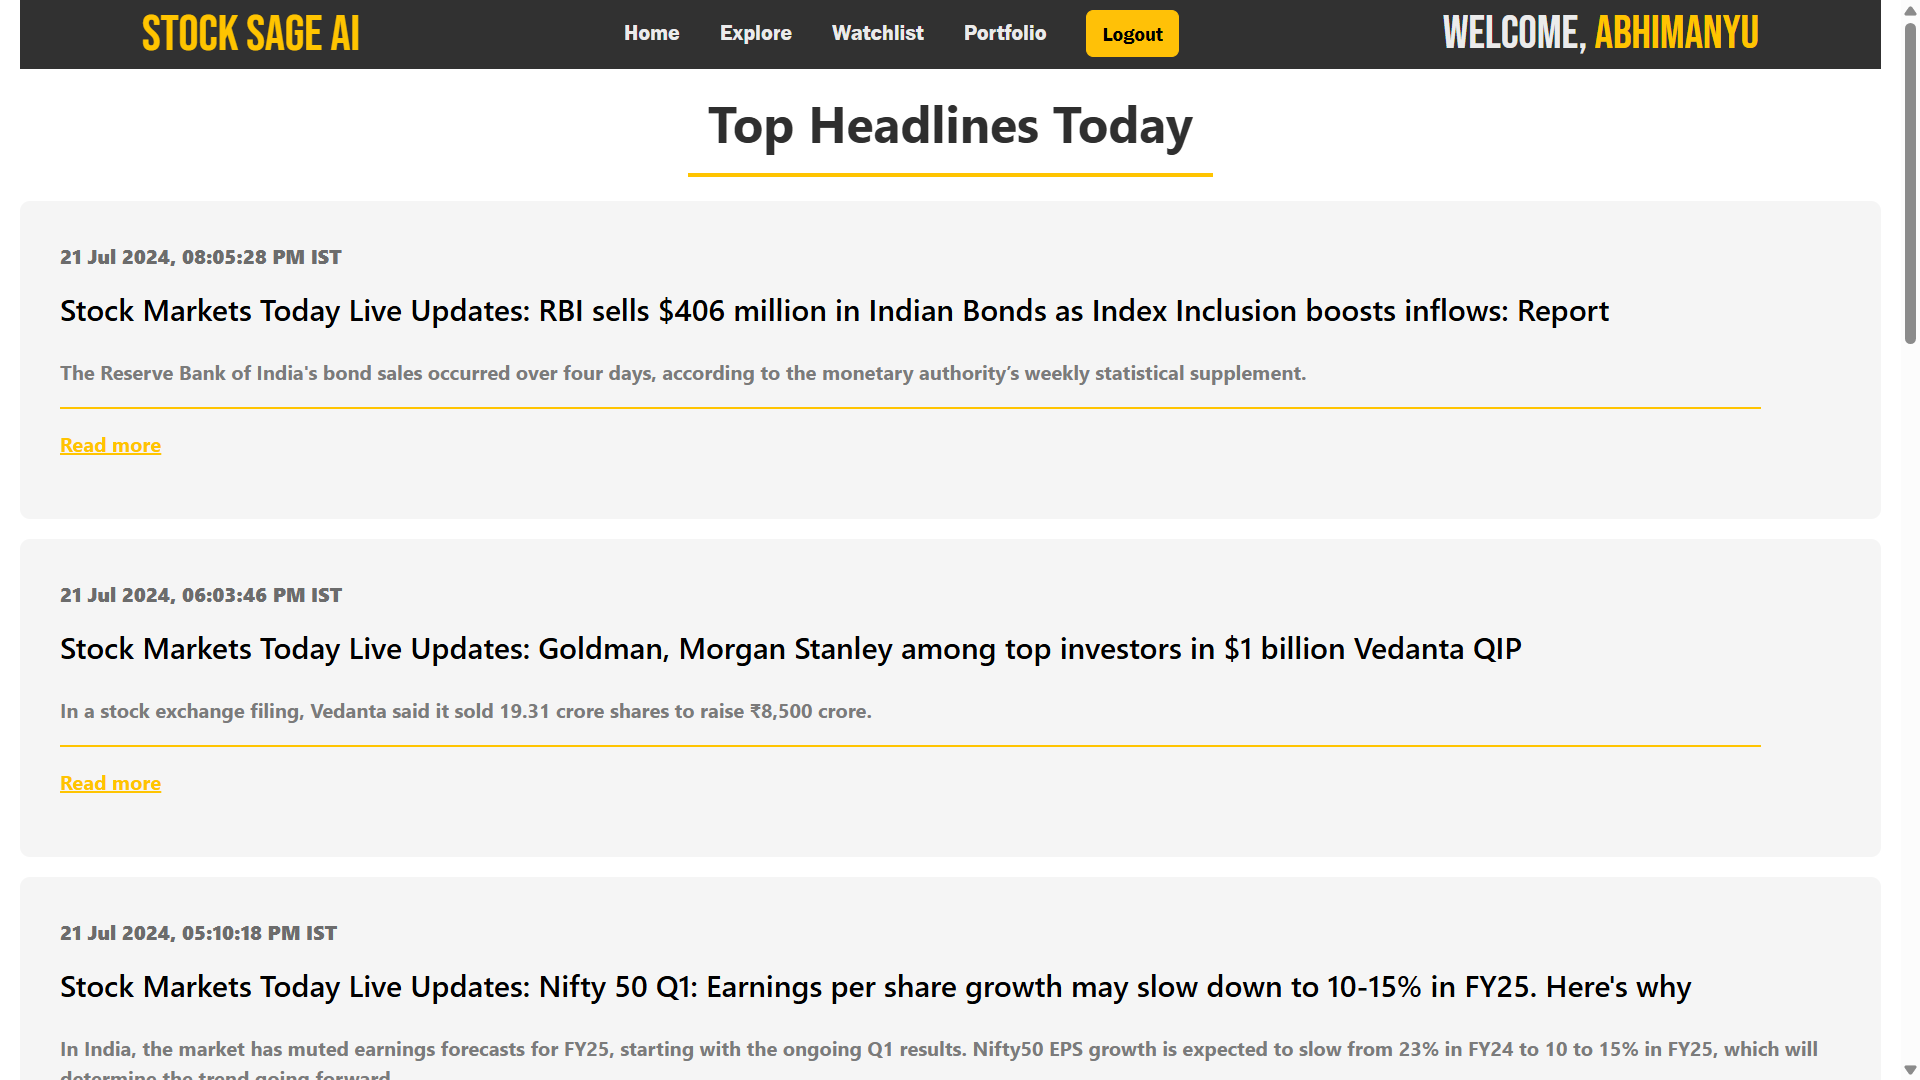 STOCK SAGE AI
Home
Explore
Watchlist
Portfolio
Logout
WELCOME, ABHIMANYU
Top Headlines Today
21 Jul 2024, 08:05:28 PM IST
Stock Markets Today Live Updates: RBI sells $406 million in Indian Bonds as Index Inclusion boosts inflows: Report
The Reserve Bank of India's bond sales occurred over four days, according to the monetary authority’s weekly statistical supplement.
Read more
21 Jul 2024, 06:03:46 PM IST
Stock Markets Today Live Updates: Goldman, Morgan Stanley among top investors in $1 billion Vedanta QIP
In a stock exchange filing, Vedanta said it sold 19.31 crore shares to raise ₹8,500 crore.
Read more
21 Jul 2024, 05:10:18 PM IST
Stock Markets Today Live Updates: Nifty 50 Q1: Earnings per share growth may slow down to 10-15% in FY25. Here's why
In India, the market has muted earnings forecasts for FY25, starting with the ongoing Q1 results. Nifty50 EPS growth is expected to slow from 23% in FY24 to 10 to 15% in FY25, which will
determine the trend going forward.